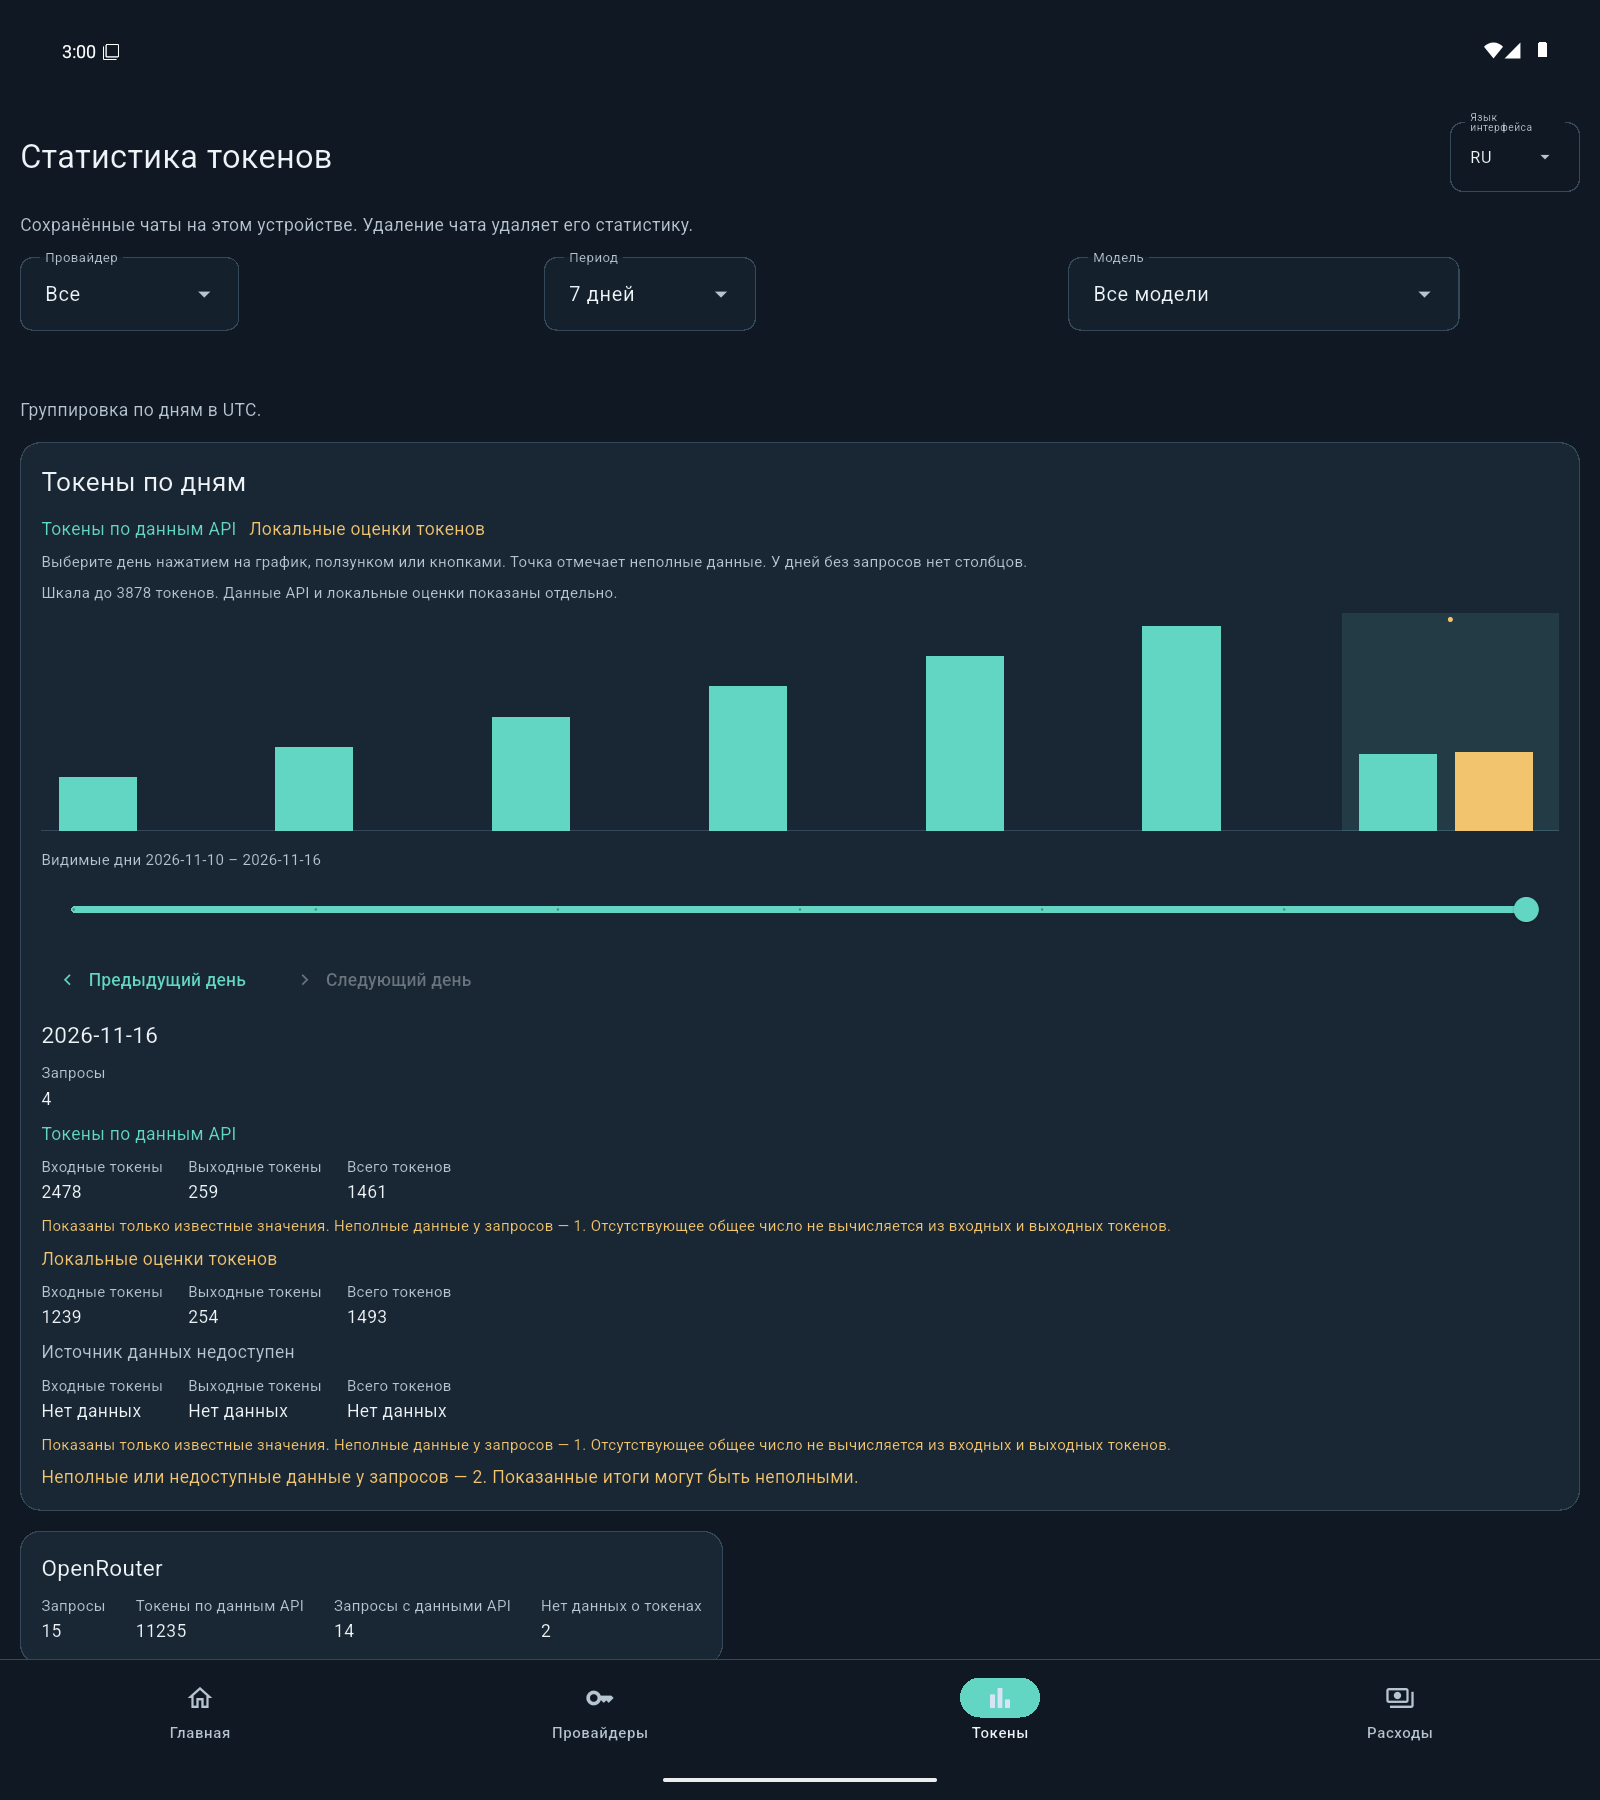 3:00
Статистика токенов
Язык
интерфейса
RU
Сохранённые чаты на этом устройстве. Удаление чата удаляет его статистику.
Провайдер
Все
Период
7 дней
Модель
Все модели
Группировка по дням в UTC.
Токены по дням
Токены по данным API Локальные оценки токенов
Выберите день нажатием на график, ползунком или кнопками. Точка отмечает неполные данные. У дней без запросов нет столбцов.
Шкала до 3878 токенов. Данные API и локальные оценки показаны отдельно.
Видимые дни 2026-11-10 – 2026-11-16
Предыдущий день Следующий день
2026-11-16
Запросы
4
Токены по данным API
Входные токены Выходные токены Всего токенов
2478 259 1461
Показаны только известные значения. Неполные данные у запросов — 1. Отсутствующее общее число не вычисляется из входных и выходных токенов.
Локальные оценки токенов
Входные токены Выходные токены Всего токенов
1239 254 1493
Источник данных недоступен
Входные токены Выходные токены Всего токенов
Нет данных Нет данных Нет данных
Показаны только известные значения. Неполные данные у запросов — 1. Отсутствующее общее число не вычисляется из входных и выходных токенов.
Неполные или недоступные данные у запросов — 2. Показанные итоги могут быть неполными.
OpenRouter
Запросы Токены по данным API Запросы с данными API Нет данных о токенах
15 11235 14 2
Главная Провайдеры Токены Расходы